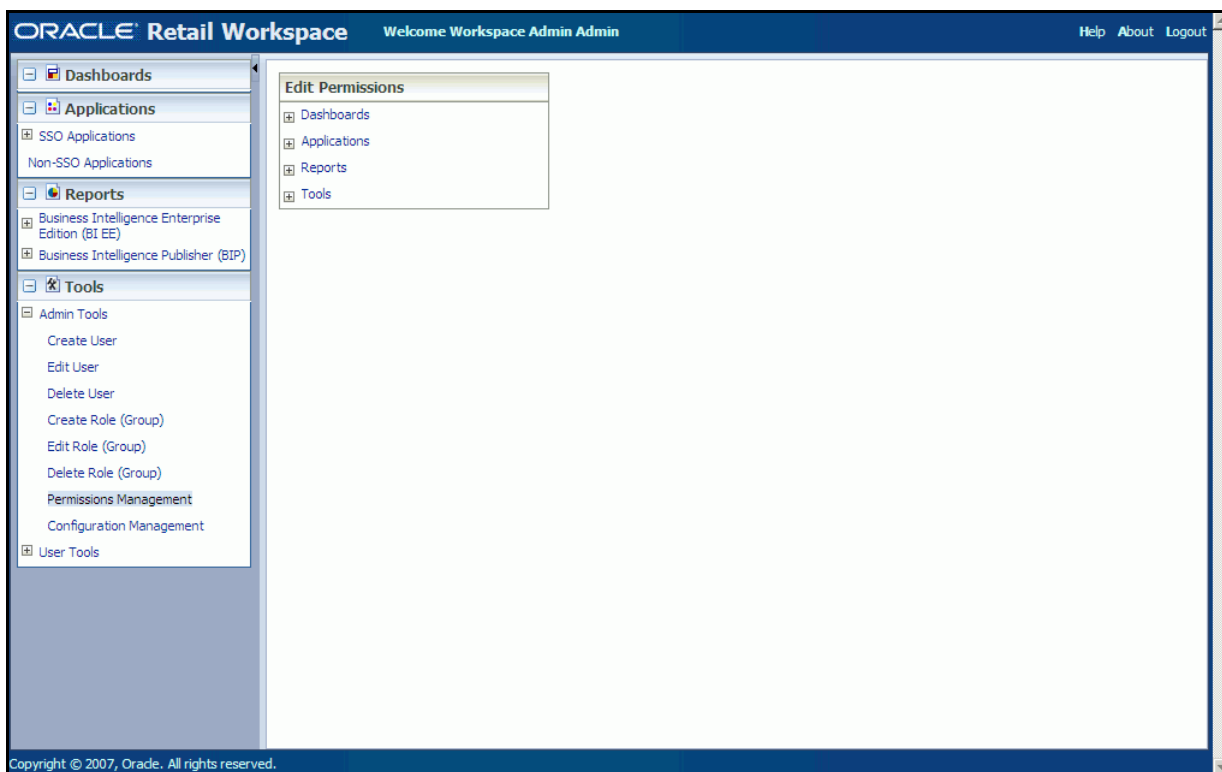 ORACLE Retail Workspace
Welcome Workspace Admin Admin
Help About Logout
Dashboards
Applications
SSO Applications
Non-SSO Applications
Reports
Business Intelligence Enterprise
Edition (BI EE)
Business Intelligence Publisher (BIP)
Tools
Admin Tools
Create User
Edit User
Delete User
Create Role (Group)
Edit Role (Group)
Delete Role (Group)
Permissions Management
Configuration Management
User Tools
Edit Permissions
Dashboards
Applications
Reports
Tools
Copyright © 2007, Oracle. All rights reserved.